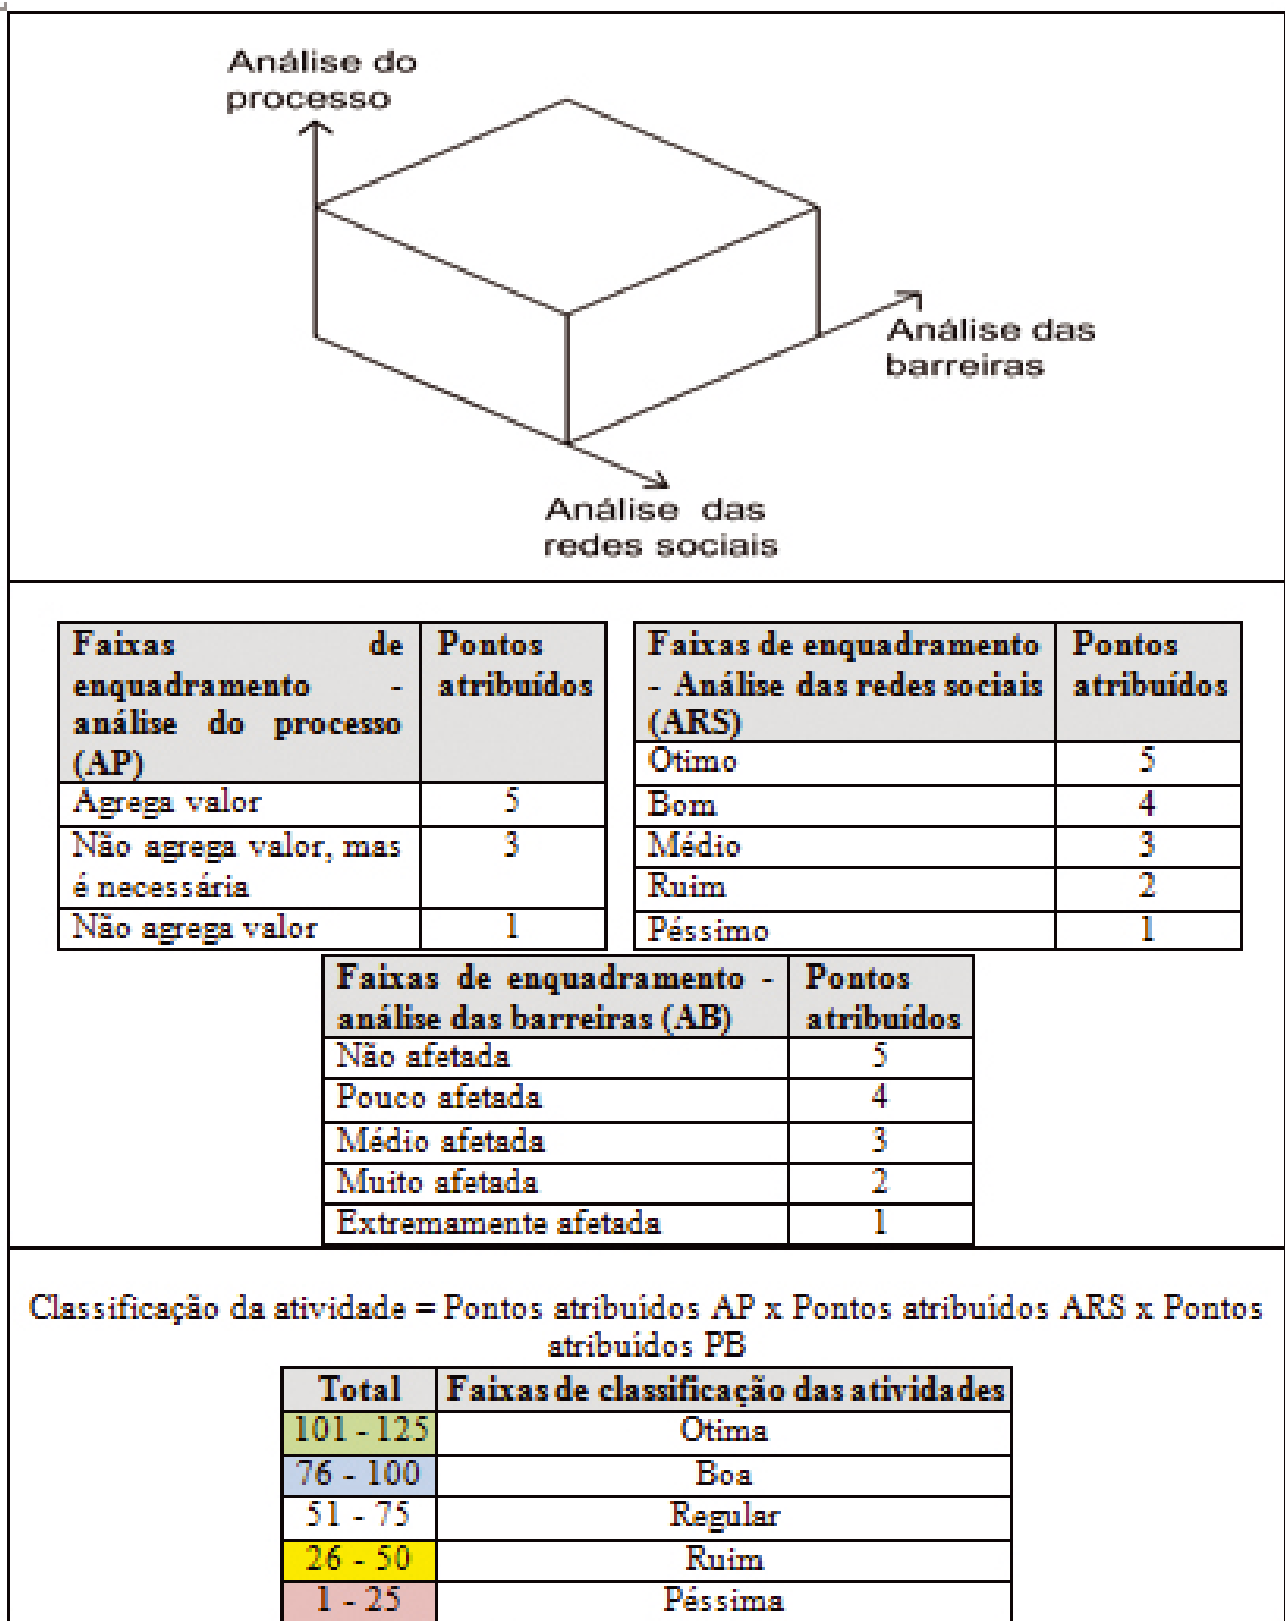 Análise do
processo
Análise das
barreiras
Análise das
redes sociais
Faixas de
enquadramento -
análise do processo
(AP)
Pontos
atribuídos
Agrega valor 5
Não agrega valor, mas 3
é necessária
Não agrega valor 1
Faixas de enquadramento
- Análise das redes sociais
(ARS)
Pontos
atribuídos
Otimo 5
Bom 4
Médio 3
Ruim 2
Péssimo 1
Faixas de enquadramento -
análise das barreiras (AB)
Pontos
atribuídos
Não afetada 5
Pouco afetada 4
Médio afetada 3
Muito afetada 2
Extremamente afetada 1
Classificação da atividade = Pontos atribuídos AP x Pontos atribuídos ARS x Pontos
atribuídos PB
Total Faixas de classificação das atividades
101 - 125 Otima
76 - 100 Boa
51 - 75 Regular
26 - 50 Ruim
1 - 25 Péssima